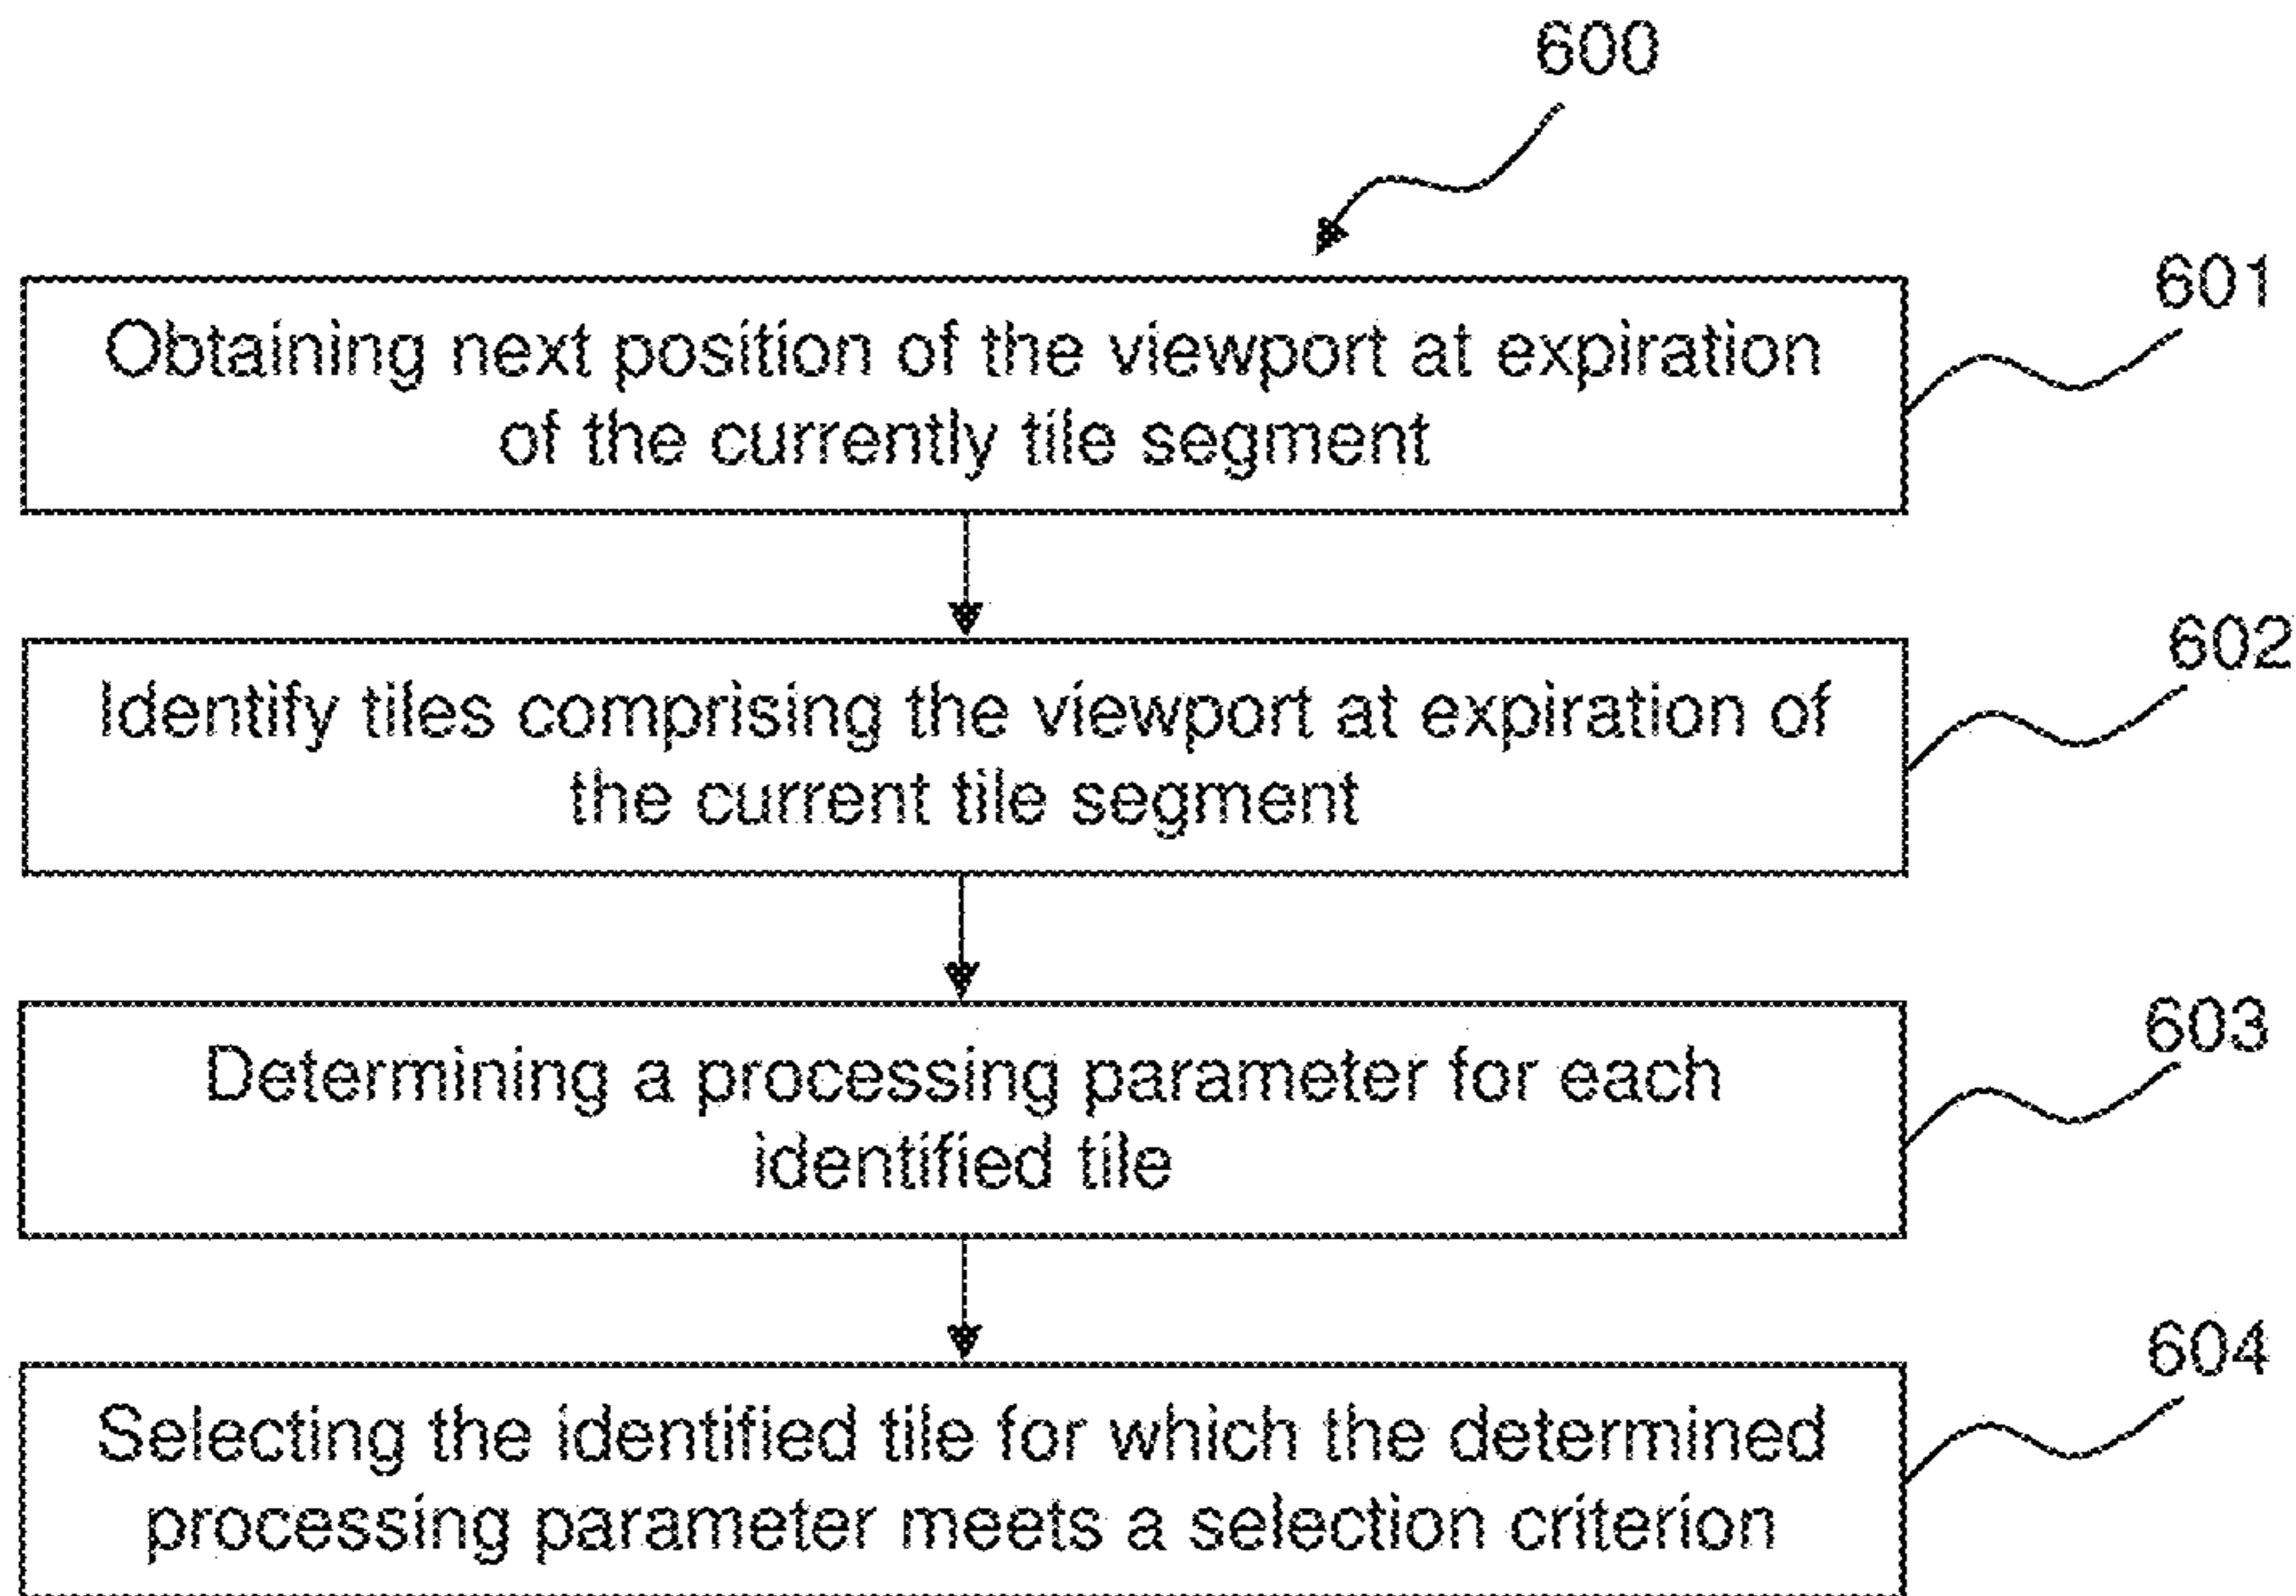 600
601
Obtaining next position of the viewport at expiration
of the currently tile segment
602
Identify tiles comprising the viewport at expiration of
the current tile segment
603
Determining a processing parameter for each
identified tile
604
Selecting the identified tile for which the determined
processing parameter meets a selection criterion